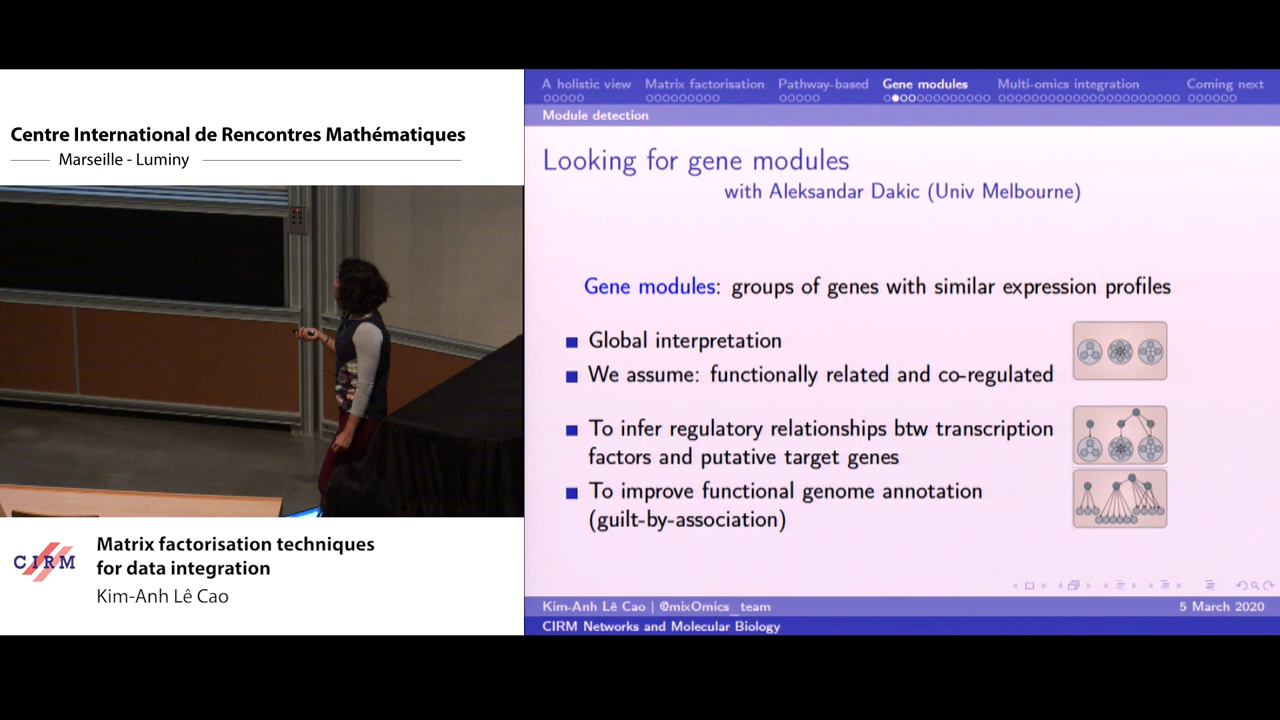 Centre International de Rencontres Mathématiques
Marseille - Luminy
CIRM
Matrix factorisation techniques
for data integration
Kim-Anh Lê Cao
A holistic view Matrix factorisation Pathway-based Gene modules Multi-omics integration Coming next
Module detection
Looking for gene modules
with Aleksandar Dakic (Univ Melbourne)
Gene modules: groups of genes with similar expression profiles
Global interpretation
We assume: functionally related and co-regulated
To infer regulatory relationships btw transcription
factors and putative target genes
To improve functional genome annotation
(guilt-by-association)
Kim-Anh Lê Cao | @mixOmics_team 5 March 2020
CIRM Networks and Molecular Biology